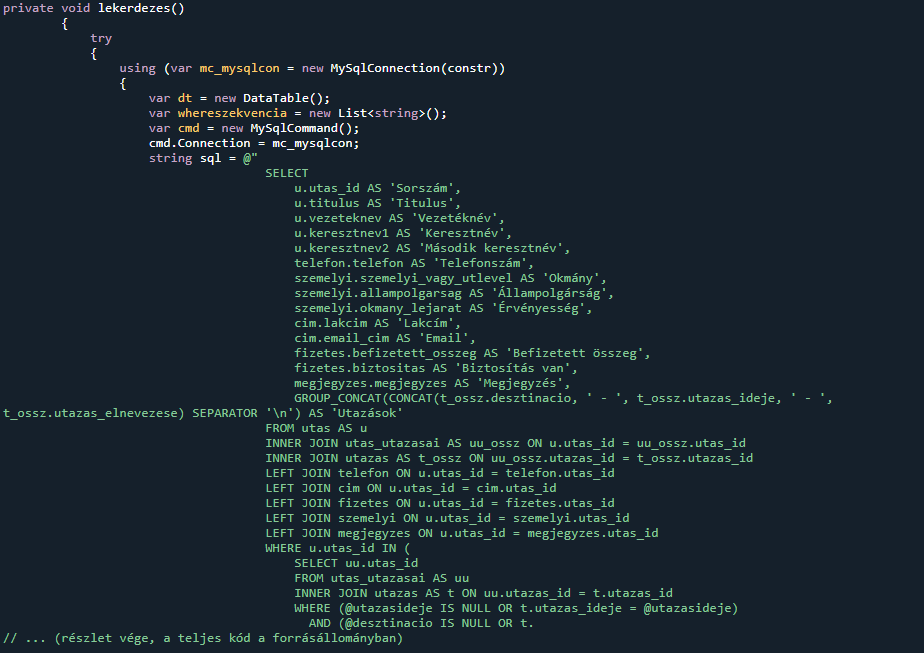 private void lekerdezes()
{
try
{
using (var mc_mysqlcon = new MySqlConnection(constr))
{
var dt = new DataTable();
var whereszekvencia = new List<string>();
var cmd = new MySqlCommand();
cmd.Connection = mc_mysqlcon;
string sql = @"
SELECT
u.utas_id AS 'Sorszám',
u.titulus AS 'Titulus',
u.vezeteknev AS 'Vezetéknév',
u.keresztnev1 AS 'Keresztnév',
u.keresztnev2 AS 'Második keresztnév',
telefon.telefon AS 'Telefonszám',
szemelyi.szemelyi_vagy_utlevel AS 'Okmány',
szemelyi.allampolgarsag AS 'Állampolgárság',
szemelyi.okmany_lejarat AS 'Érvényesség',
cim.lakcim AS 'Lakcím',
cim.email_cim AS 'Email',
fizetes.befizetett_osszeg AS 'Befizetett összeg',
fizetes.biztositas AS 'Biztosítás van',
megjegyzes.megjegyzes AS 'Megjegyzés',
GROUP_CONCAT(CONCAT(t_ossz.desztinacio, ' - ', t_ossz.utazas_ideje, ' - ',
t_ossz.utazas_elnevezese) SEPARATOR '\n') AS 'Utazások'
FROM utas AS u
INNER JOIN utas_utazasai AS uu_ossz ON u.utas_id = uu_ossz.utas_id
INNER JOIN utazas AS t_ossz ON uu_ossz.utazas_id = t_ossz.utazas_id
LEFT JOIN telefon ON u.utas_id = telefon.utas_id
LEFT JOIN cim ON u.utas_id = cim.utas_id
LEFT JOIN fizetes ON u.utas_id = fizetes.utas_id
LEFT JOIN szemelyi ON u.utas_id = szemelyi.utas_id
LEFT JOIN megjegyzes ON u.utas_id = megjegyzes.utas_id
WHERE u.utas_id IN (
SELECT uu.utas_id
FROM utas_utazasai AS uu
INNER JOIN utazas AS t ON uu.utazas_id = t.utazas_id
WHERE (@utazasideje IS NULL OR t.utazas_ideje = @utazasideje)
AND (@desztinacio IS NULL OR t.
// ... (részlet vége, a teljes kód a forrásállományban)